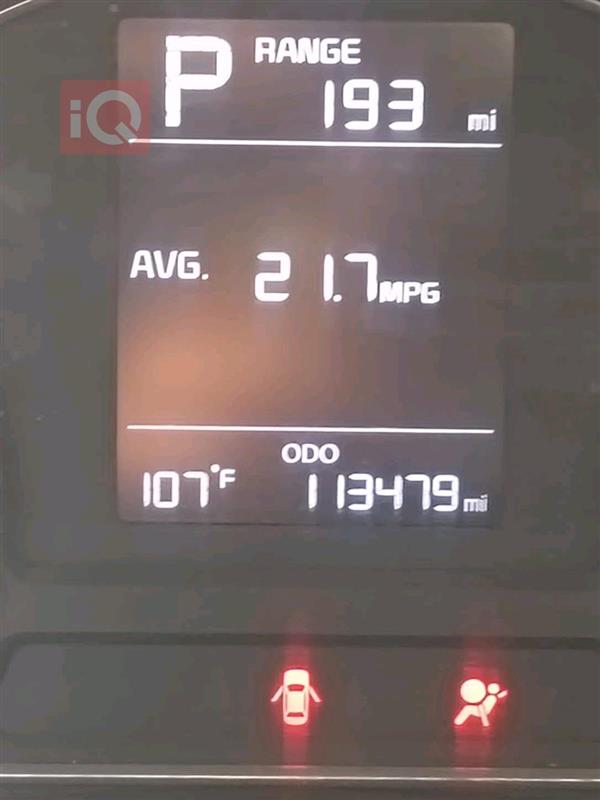 P RANGE
193 mi
iQ
AVG. 21.7 MPG
ODO
107°F 113479 mi